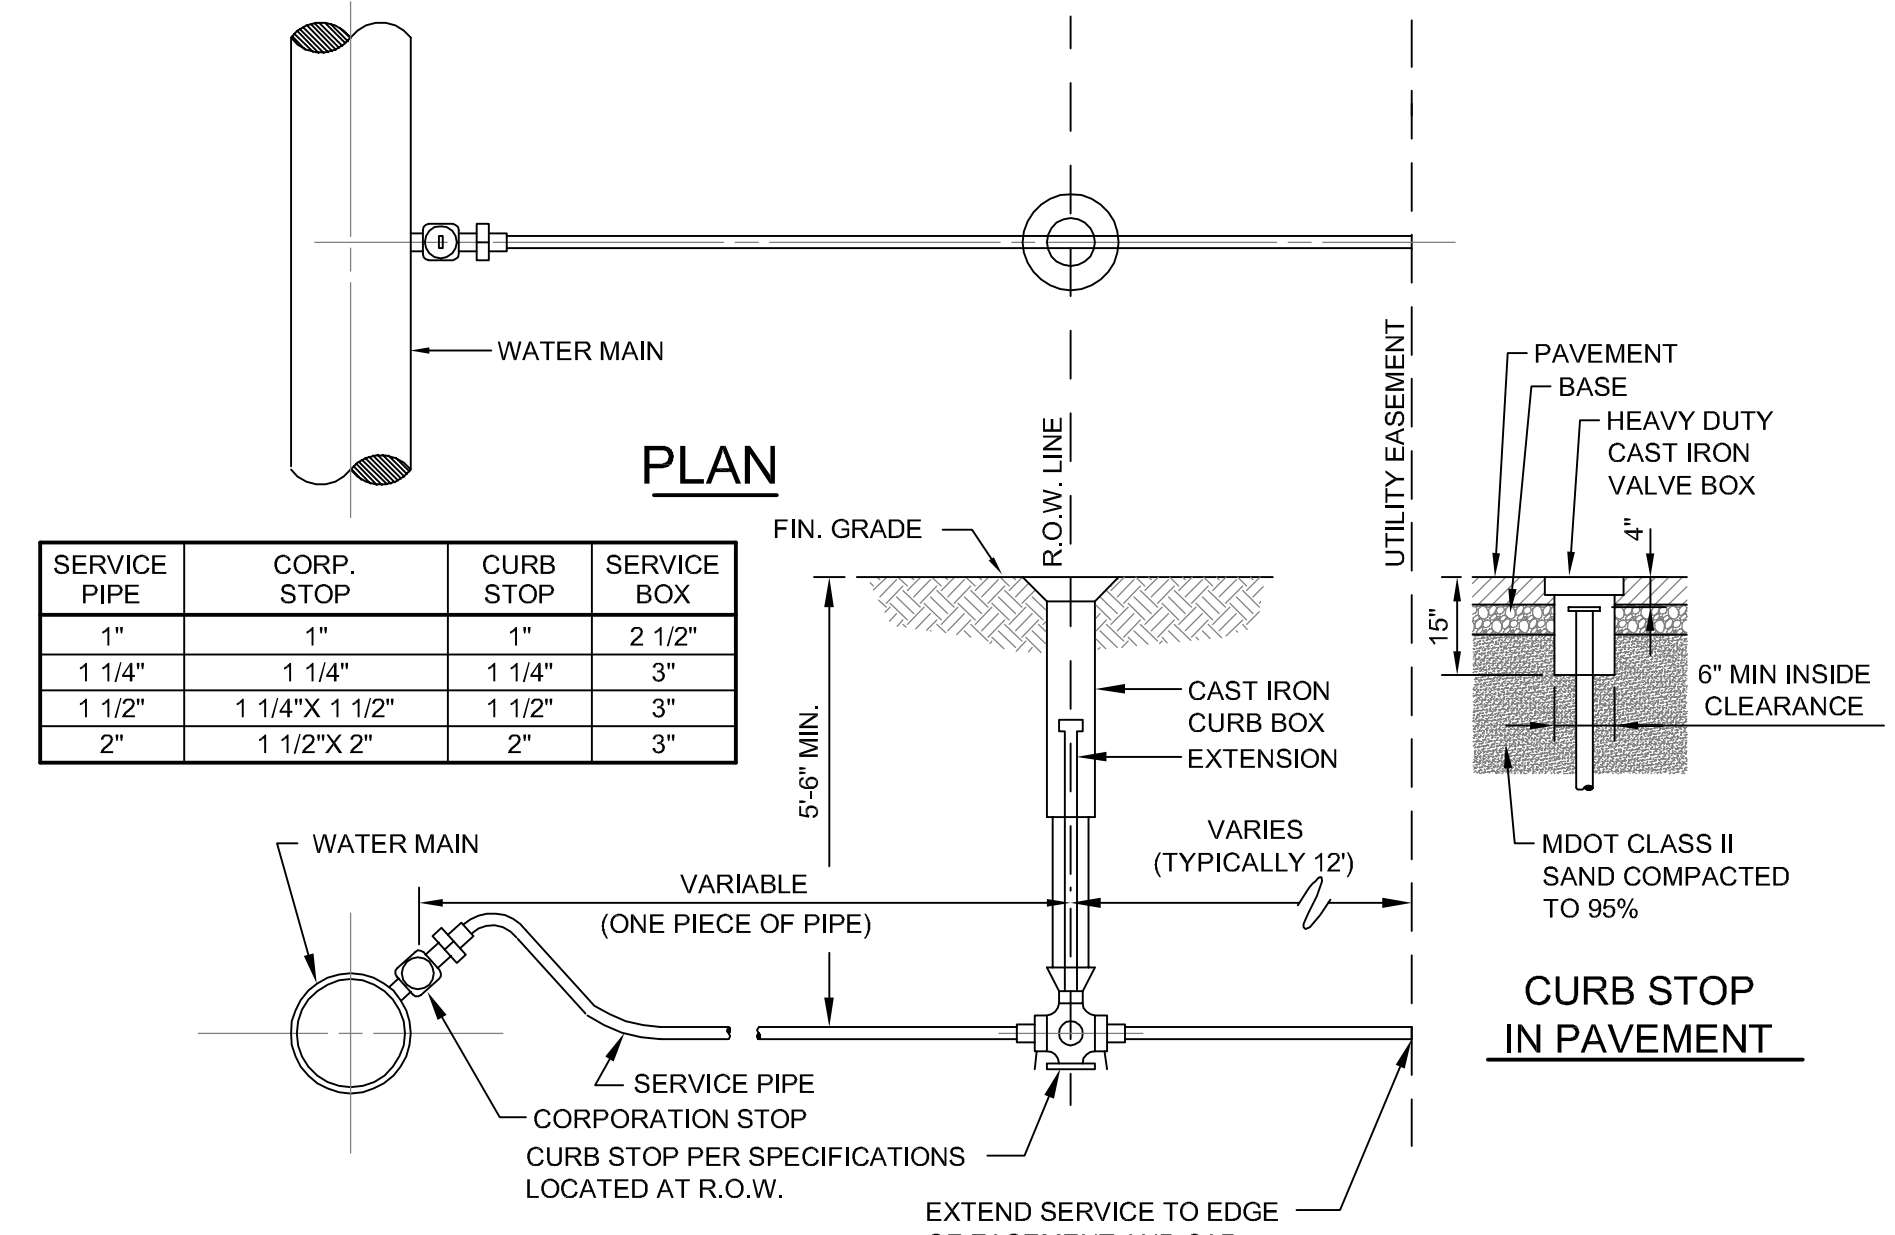 WATER MAIN
PLAN
R.O.W. LINE
UTILITY EASEMENT
PAVEMENT
BASE
HEAVY DUTY
CAST IRON
VALVE BOX
4"
15"
6" MIN INSIDE
CLEARANCE
MDOT CLASS II
SAND COMPACTED
TO 95%
CURB STOP
IN PAVEMENT
SERVICE PIPE CORP. STOP CURB STOP SERVICE BOX
1" 1" 1" 2 1/2"
1 1/4" 1 1/4" 1 1/4" 3"
1 1/2" 1 1/4"X 1 1/2" 1 1/2" 3"
2" 1 1/2"X 2" 2" 3"
FIN. GRADE
5'-6" MIN.
CAST IRON
CURB BOX
EXTENSION
VARIES
(TYPICALLY 12')
WATER MAIN
VARIABLE
(ONE PIECE OF PIPE)
SERVICE PIPE
CORPORATION STOP
CURB STOP PER SPECIFICATIONS
LOCATED AT R.O.W.
EXTEND SERVICE TO EDGE